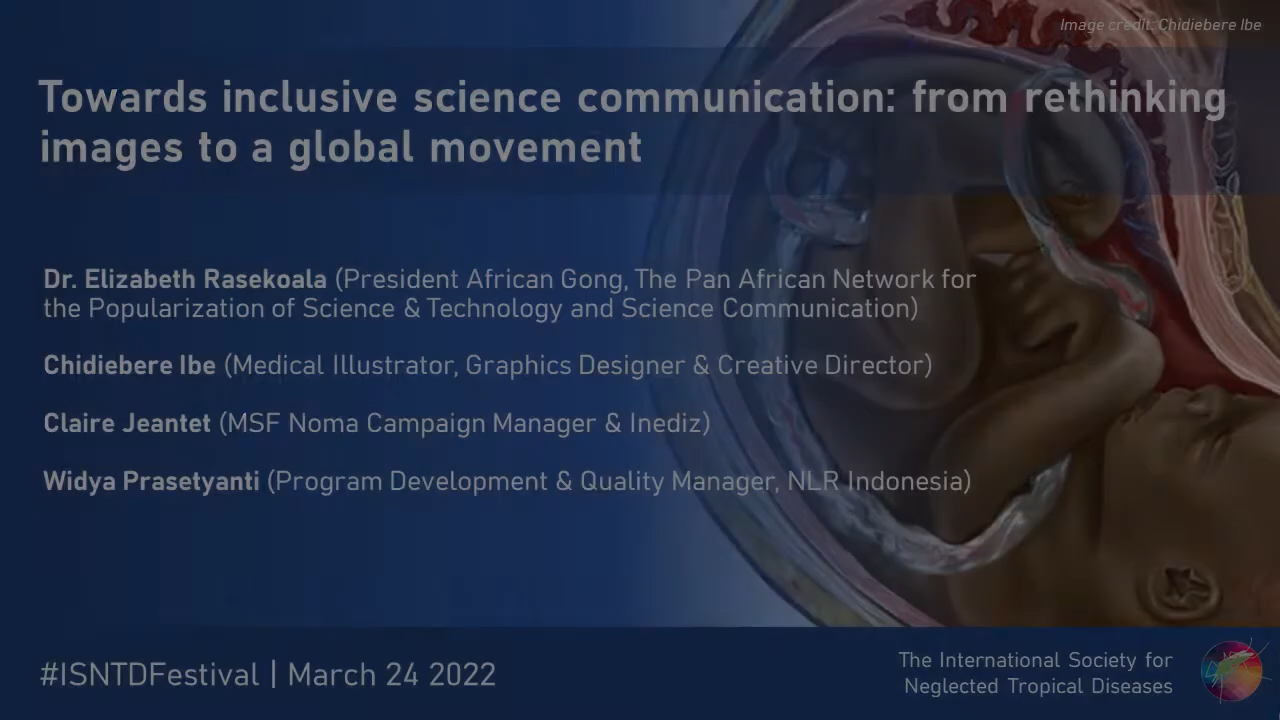 Image credit: Chidiebere Ibe
Towards inclusive science communication: from rethinking
images to a global movement
Dr. Elizabeth Rasekoala (President African Gong, The Pan African Network for
the Popularization of Science & Technology and Science Communication)
Chidiebere Ibe (Medical Illustrator, Graphics Designer & Creative Director)
Claire Jeantet (MSF Noma Campaign Manager & Inediz)
Widya Prasetyanti (Program Development & Quality Manager, NLR Indonesia)
#ISNTDFestival | March 24 2022
The International Society for
Neglected Tropical Diseases